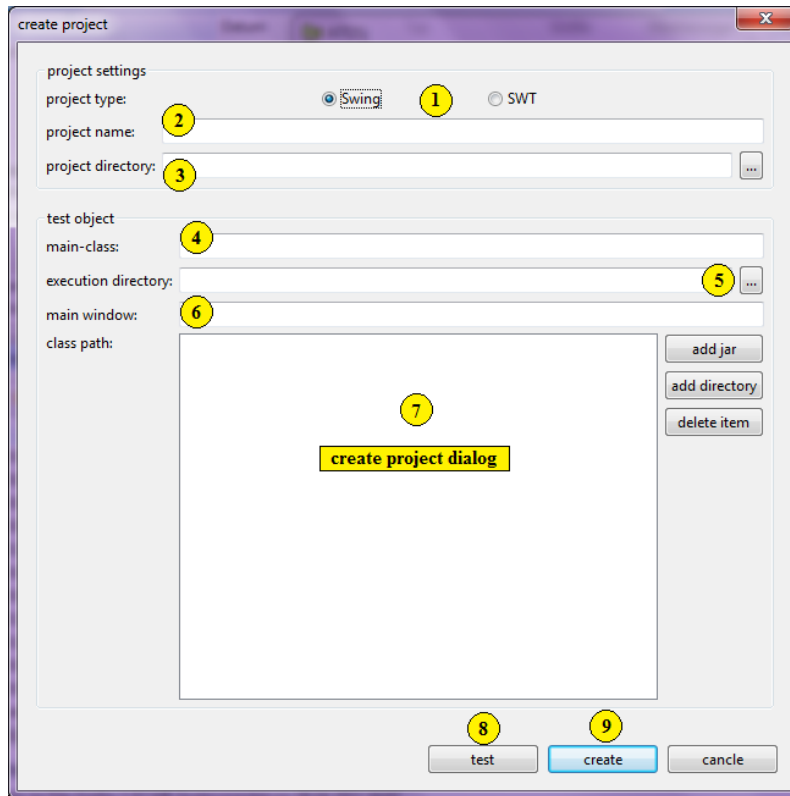 create project
project settings
project type: Swing 1 SWT
2
project name:
project directory: 3 ...
test object
main-class: 4
execution directory: 5 ...
main window: 6
class path: add jar
add directory
7 delete item
create project dialog
8 9
test create cancle